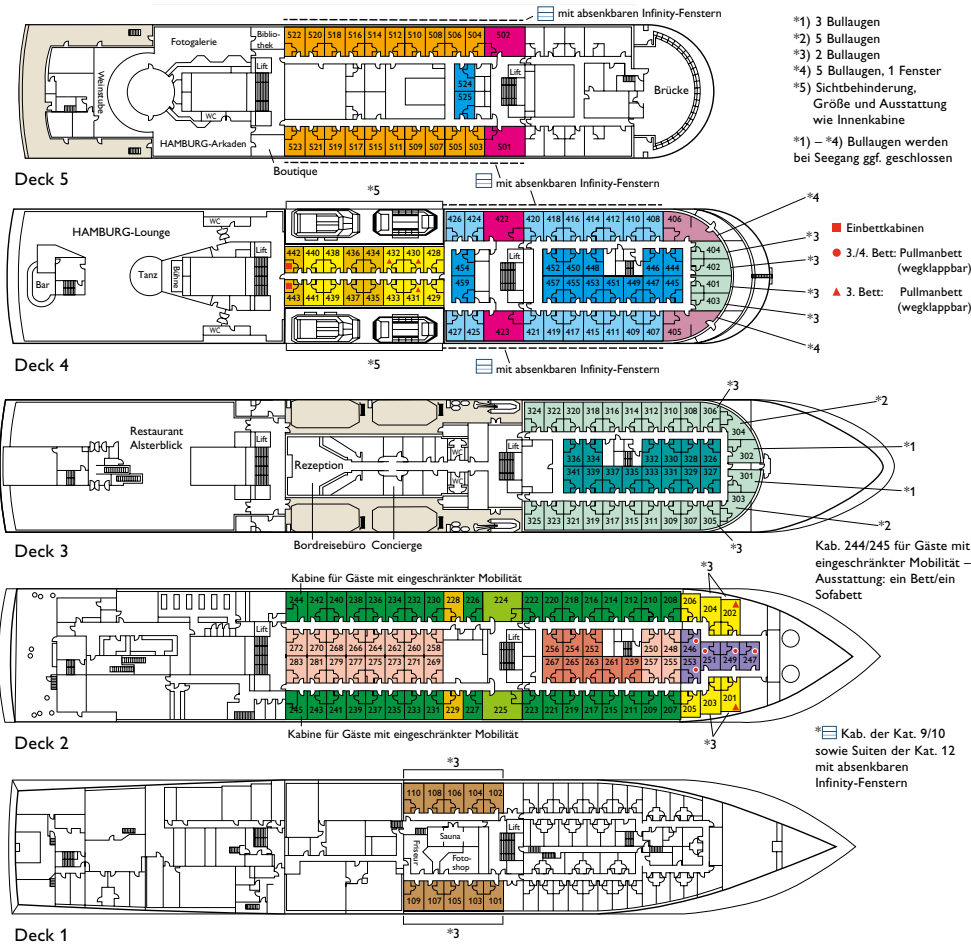 mit absenkbaren Infinity-Fenstern
*1) 3 Bullaugen
*2) 5 Bullaugen
*3) 2 Bullaugen
*4) 5 Bullaugen, 1 Fenster
*5) Sichtbehinderung,
Größe und Ausstattung
wie Innenkabine
*1) – *4) Bullaugen werden
bei Seegang ggf. geschlossen
Fotogalerie
Biblio-
thek
522 520 518 516 514 512 510 508 506 504 502
Lift
Lift
Weinstube
524
525
Brücke
WC
HAMBURG-Arkaden
523 521 519 517 515 511 509 507 505 503 501
Boutique
Deck 5
mit absenkbaren Infinity-Fenstern
*5
*4
HAMBURG-Lounge
WC
426 424 422 420 418 416 414 412 410 408 406
*3
Einbettkabinen
Lift
442 440 438 436 434 432 430 428
Lift
404
*3
3./4. Bett: Pullmanbett
(wegklappbar)
Bar
Tanz
Bühne
454
452 450 448 446 444
402
459
457 455 453 451 449 447 445
401
*3
3. Bett: Pullmanbett
(wegklappbar)
443 441 439 437 435 433 431 429
403
*3
WC
427 425 423 421 419 417 415 411 409 407 405
*4
*5
mit absenkbaren Infinity-Fenstern
Deck 4
*3
*2
Restaurant
Alsterblick
324 322 320 318 316 314 312 310 308 306
304
*1
Lift
WC
Lift
Rezeption
336 334 332 330 328 326
302
341 339 337 335 333 331 329 327
301
WC
*1
303
325 323 321 319 317 315 311 309 307 305
*2
*3
Bordreisebüro Concierge
Deck 3
Kab. 244/245 für Gäste mit
eingeschränkter Mobilität –
Ausstattung: ein Bett/ein
Sofabett
Kabine für Gäste mit eingeschränkter Mobilität
*3
244 242 240 238 236 234 232 230 228 226 224 222 220 218 216 214 212 210 208 206 204 202
Lift
Lift
272 270 268 266 264 262 260 258
256 254 252 250 248 246
283 281 279 277 275 273 271 269
267 265 263 261 259 257 255 253 251 249 247
245 243 241 239 237 235 233 231 229 227 225 223 221 219 217 215 211 209 207 205 203 201
Kabine für Gäste mit eingeschränkter Mobilität
*3
Deck 2
* Kab. der Kat. 9/10
sowie Suiten der Kat. 12
mit absenkbaren
Infinity-Fenstern
*3
110 108 106 104 102
Lift
Sauna
Lift
Friseur
Foto-
shop
109 107 105 103 101
*3
Deck 1